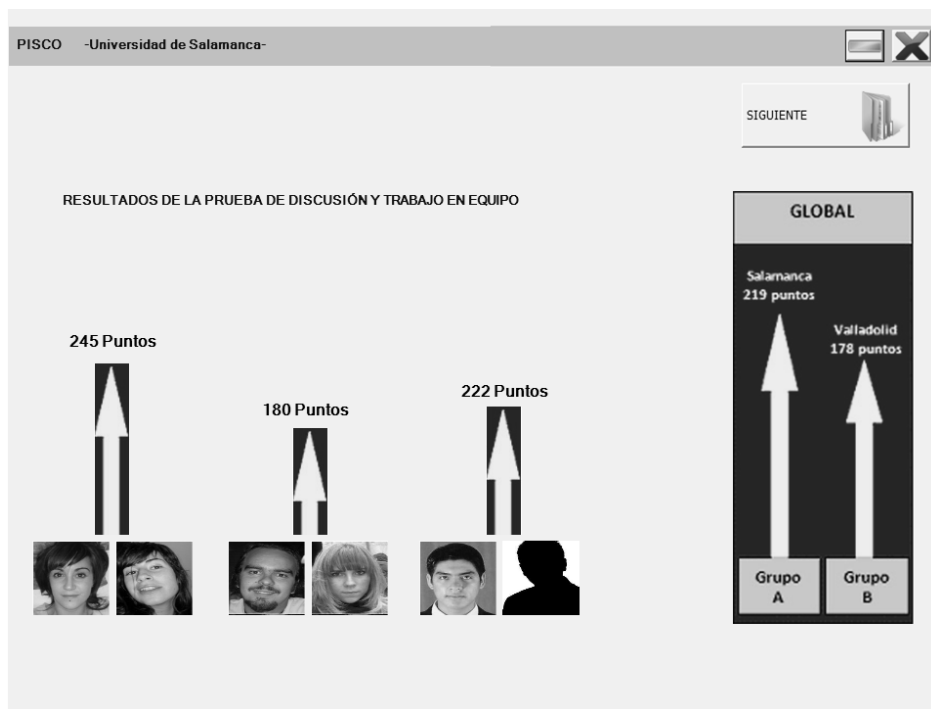 PISCO -Universidad de Salamanca-
SIGUIENTE
RESULTADOS DE LA PRUEBA DE DISCUSIÓN Y TRABAJO EN EQUIPO
245 Puntos
180 Puntos
222 Puntos
GLOBAL
Salamanca
219 puntos
Valladolid
178 puntos
Grupo
A
Grupo
B